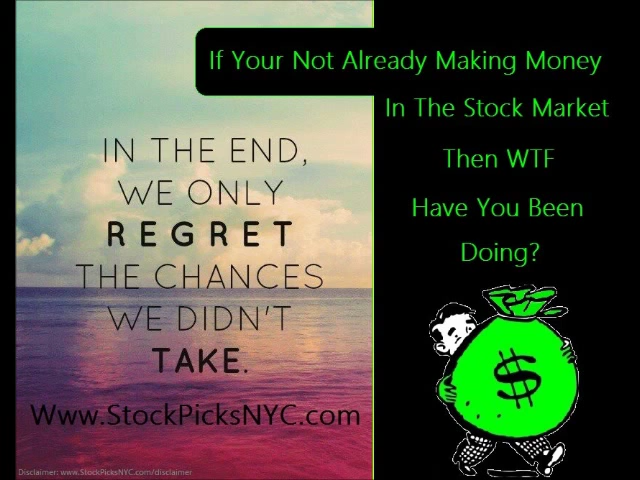 IN THE END,
WE ONLY
REGRET
THE CHANCES
WE DIDN'T
TAKE.
Www.StockPicksNYC.com
Disclaimer: www.StockPicksNYC.com/disclaimer
If Your Not Already Making Money
In The Stock Market
Then WTF
Have You Been
Doing?
$